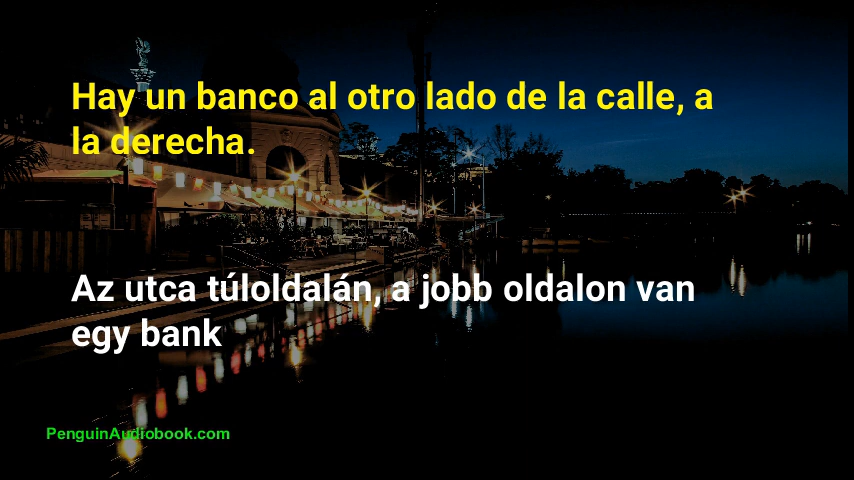 Hay un banco al otro lado de la calle, a
la derecha.
Az utca túloldalán, a jobb oldalon van
egy bank
PenguinAudiobook.com